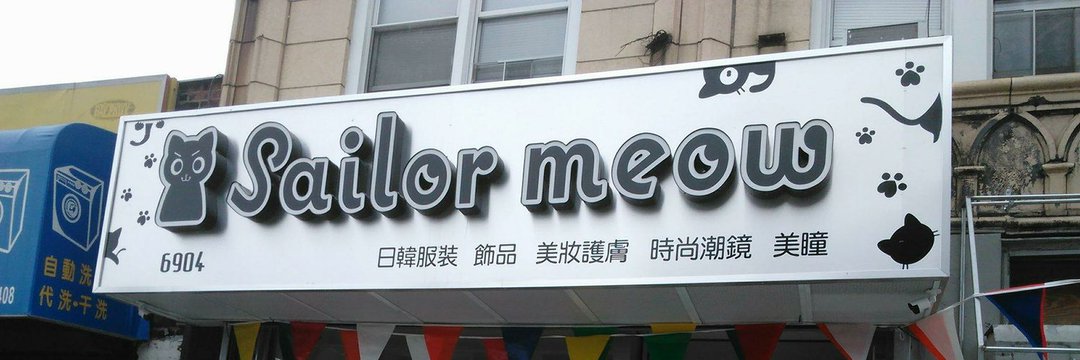 Sailor meow
6904
日韓服裝 飾品 美妝護膚 時尚潮鏡 美瞳
自動洗
代洗-干洗
408